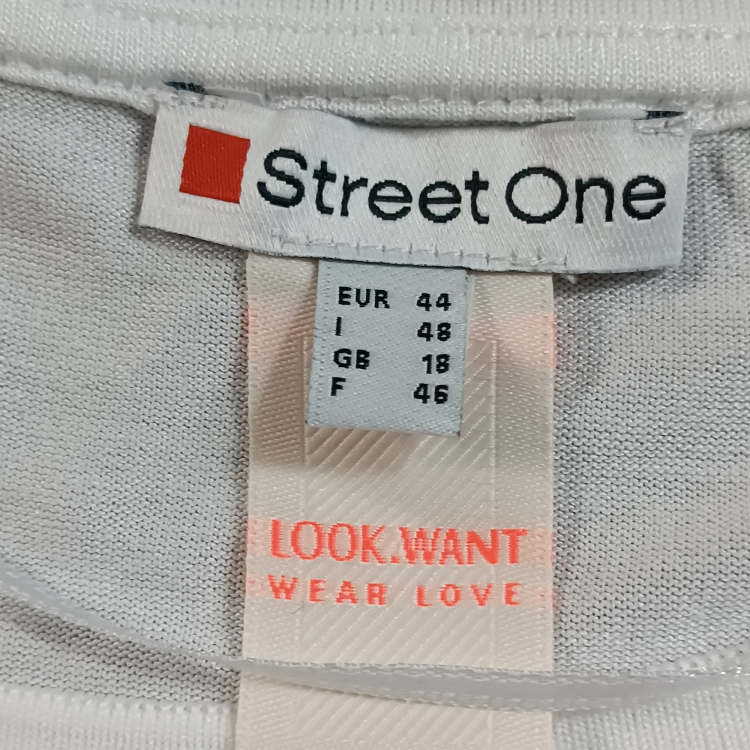 Street One
EUR 44
I 48
GB 18
F 46
LOOK.WANT
WEAR LOVE